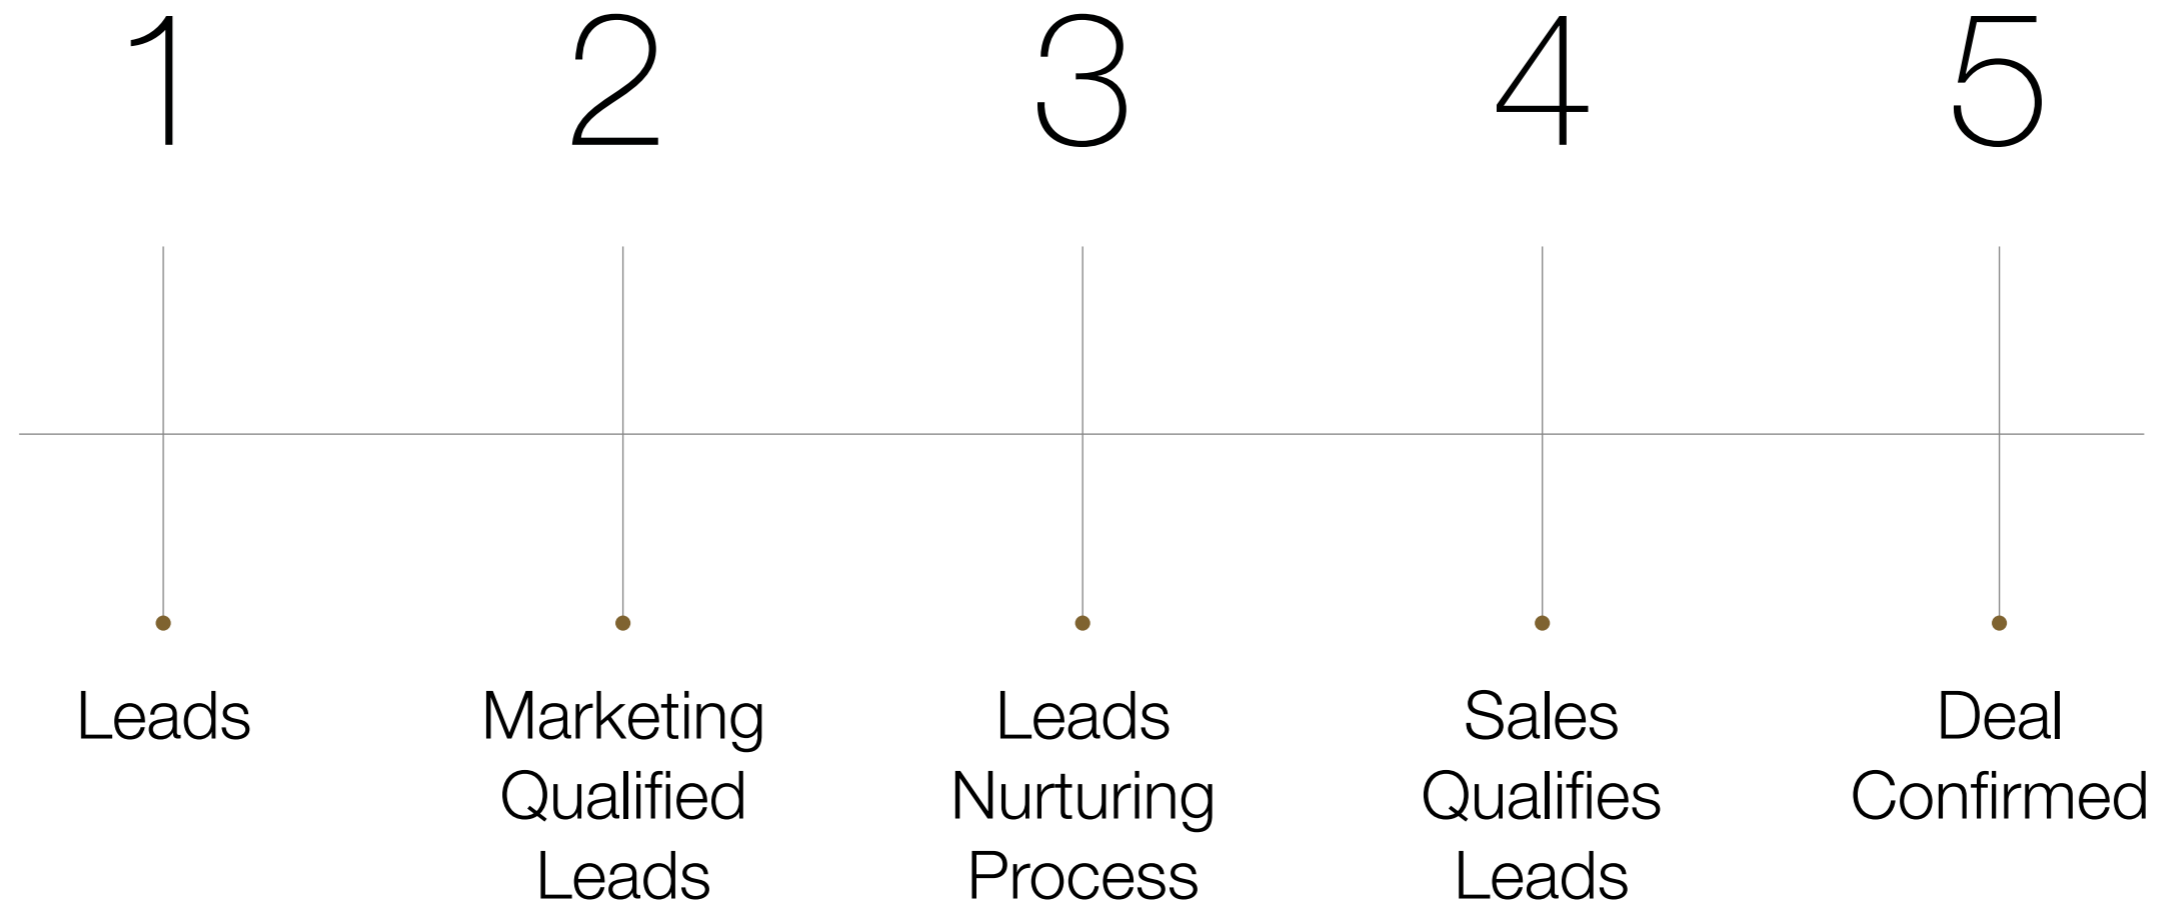 1
2
3
4
5
Leads
Marketing
Qualified
Leads
Leads
Nurturing
Process
Sales
Qualifies
Leads
Deal
Confirmed